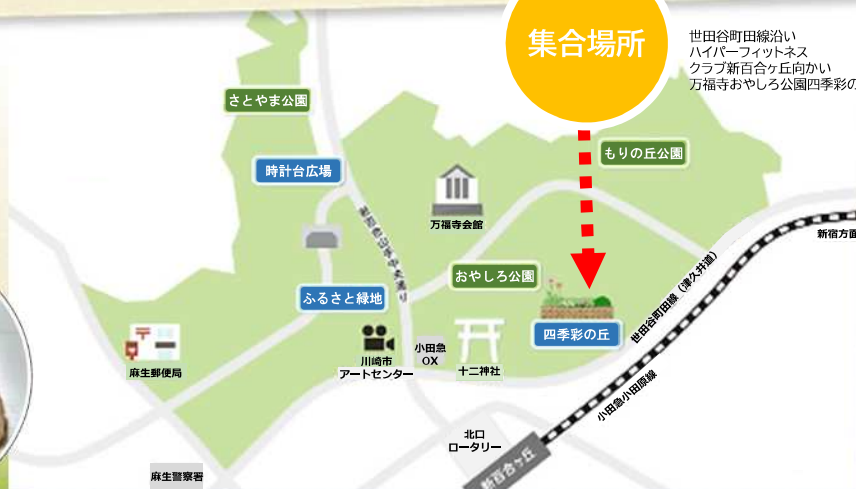 集合場所
世田谷町田線沿い
ハイパーフィットネス
クラブ新百合ヶ丘向かい
万福寺おやしろ公園四季彩の
さとやま公園
もりの丘公園
時計台広場
万福寺会館
新宿方面
おやしろ公園
ふるさと緑地
四季彩の丘
世田谷町田線（津久井道）
麻生郵便局
川崎市
アートセンター
小田急
OX
十二神社
小田急小田原線
北口
ロータリー
新百合ヶ丘
麻生警察署